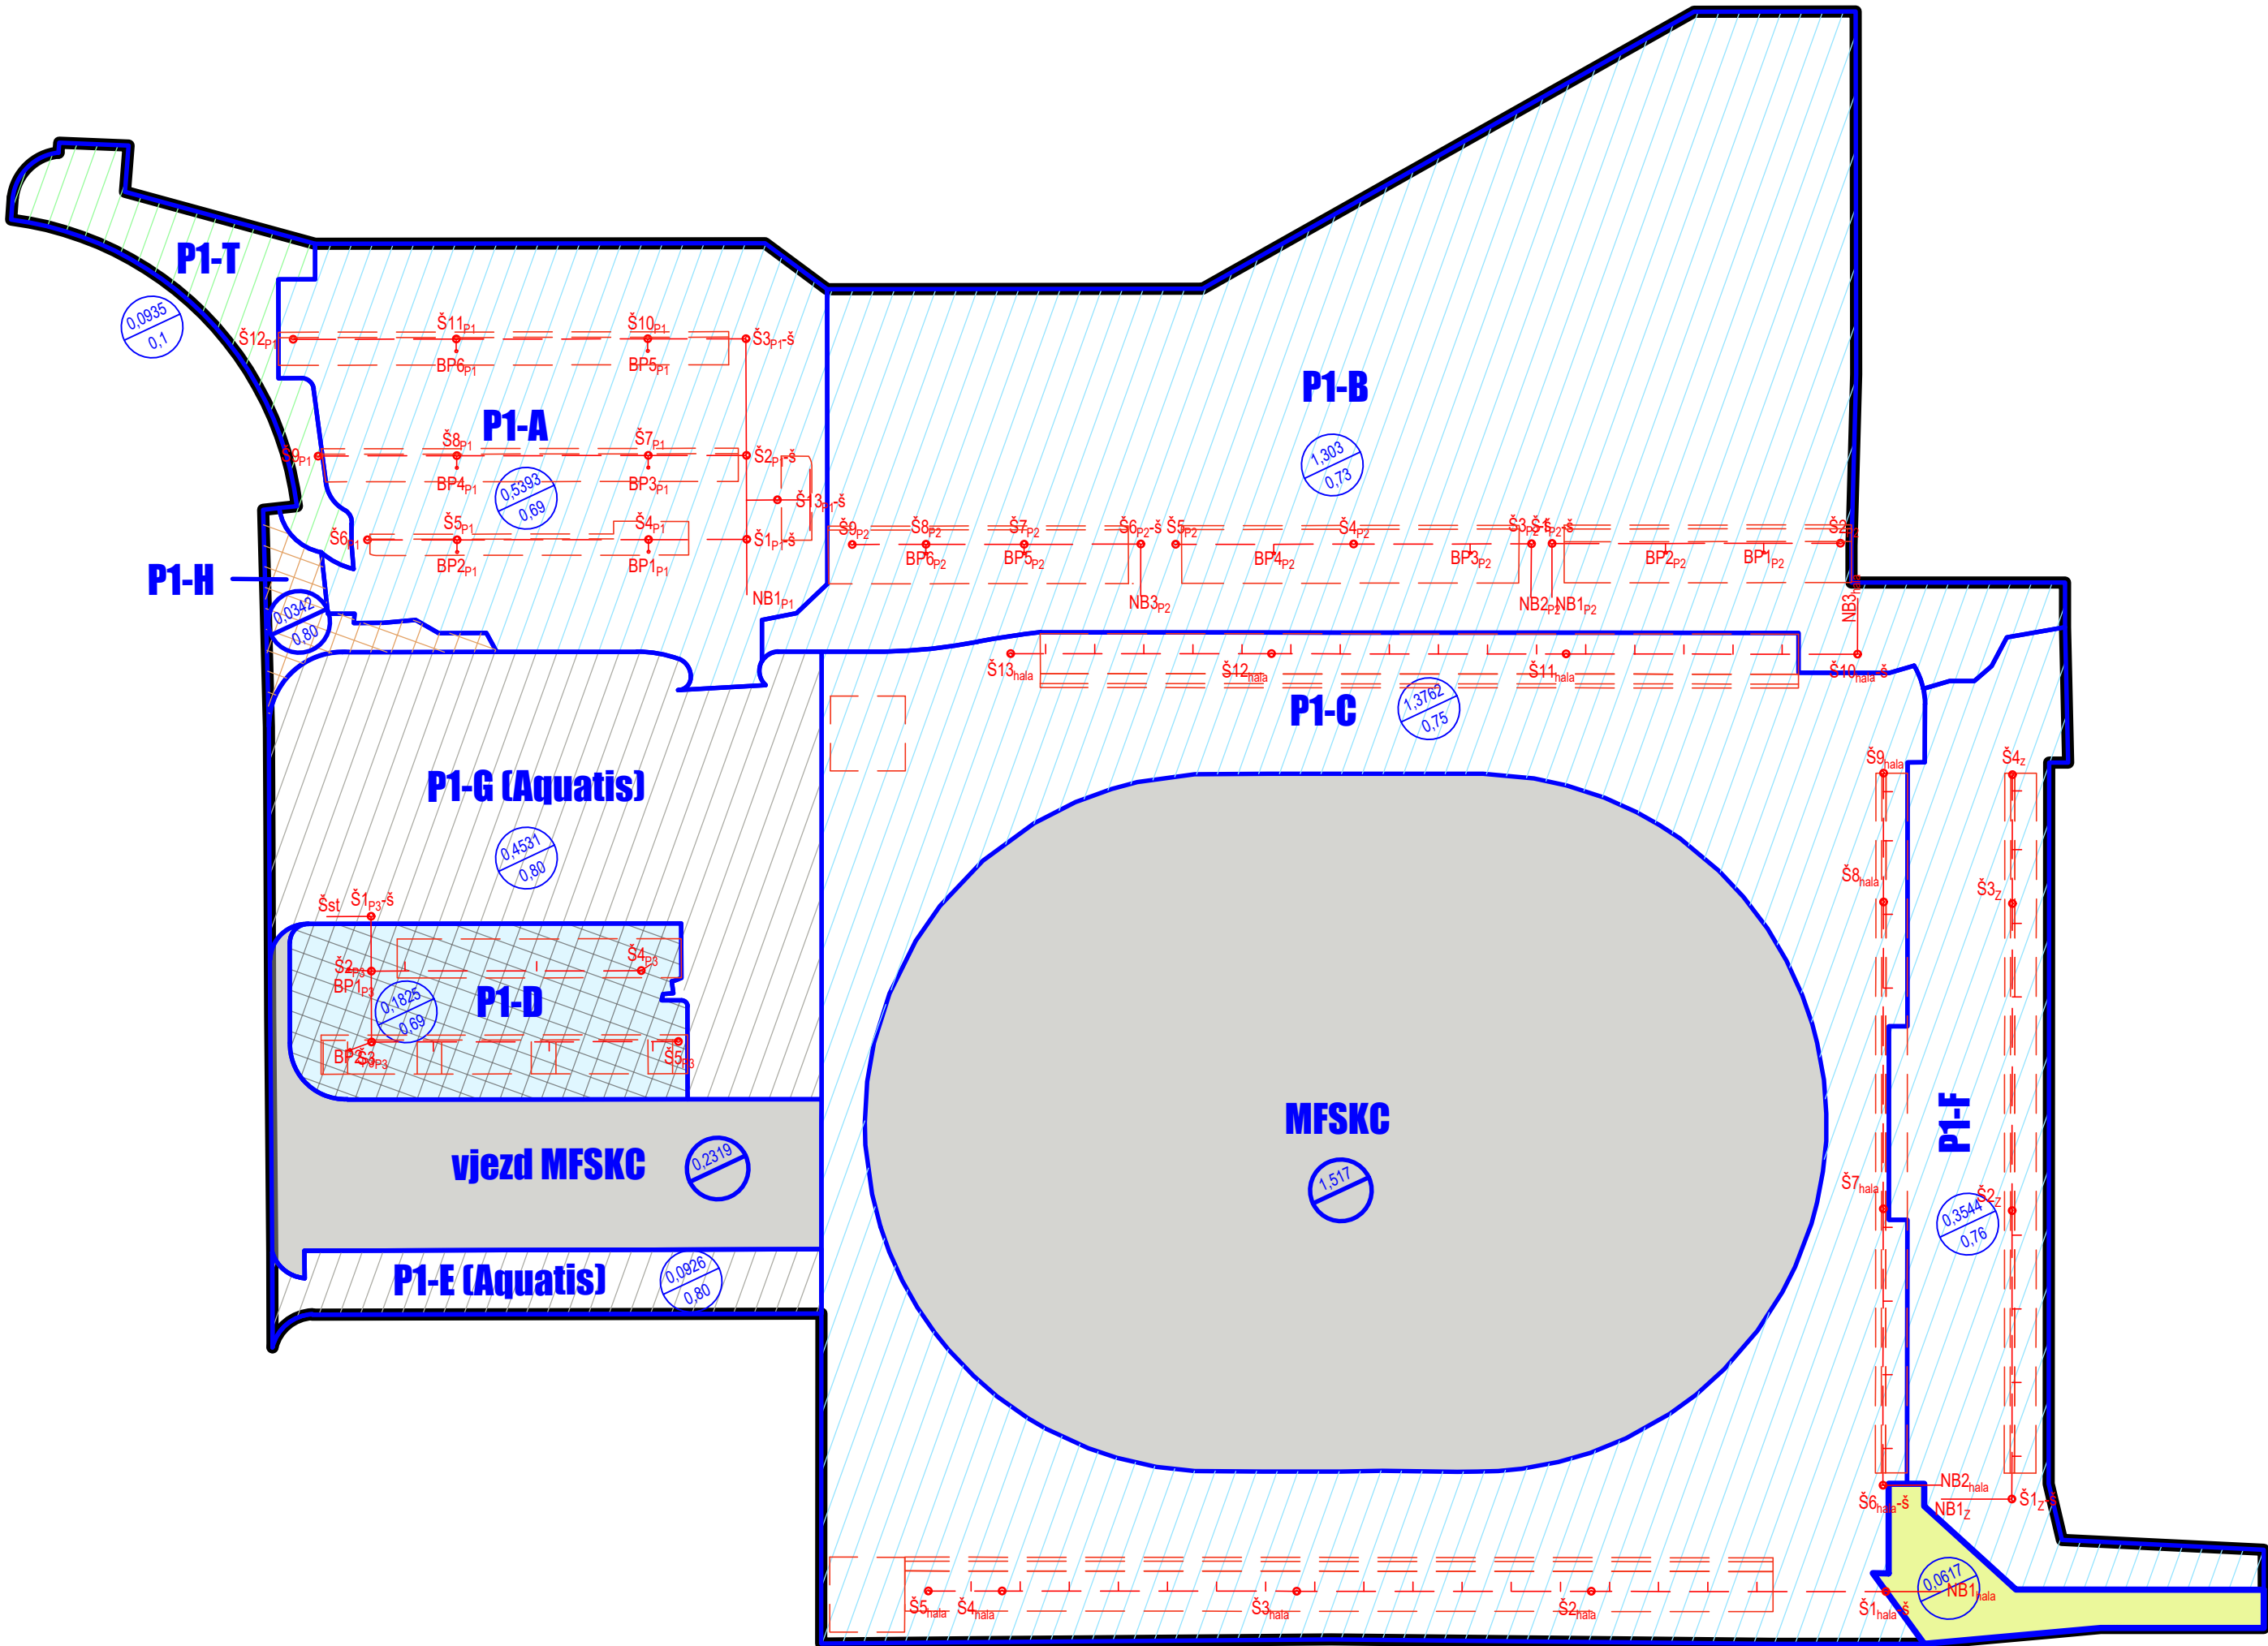 P1-T
0,0935
0,1
Š12P1
Š11P1
Š10P1
Š3P1-š
BP6P1
BP5P1
P1-A
P1-B
Š9P1
Š8P1
Š7P1
Š2P1-š
BP4P1
BP3P1
0,5393
0,69
1,303
0,73
Š13P1-š
Š6P1
Š5P1
Š4P1
Š1P1-š
BP2P1
BP1P1
NB1P1
Š9P2
Š8P2
Š7P2
Š6P2-š
Š5P2
Š4P2
Š3P2-š
Š1P2-š
Š2P2
BP6P2
BP5P2
BP4P2
BP3P2
BP2P2
BP1P2
NB3P2
NB2P2
NB1P2
NB3hala
P1-H
0,0342
0,80
Š13hala
Š12hala
Š11hala
Š10hala-š
P1-C
1,3762
0,75
P1-G (Aquatis)
0,4531
0,80
Š9hala
Š4Z
Š8hala
Š3Z
Šst
Š1P3-š
Š2P3
Š4P3
BP1P3
P1-D
0,1825
0,69
BP2P3
Š3P3
Š5P3
MFSKC
1,517
P1-F
vjezd MFSKC
0,2319
Š7hala
Š2Z
0,3544
0,76
P1-E (Aquatis)
0,0926
0,80
NB2hala
Š6hala-š
NB1Z
Š1Z-š
0,0617
NB1hala
Š5hala
Š4hala
Š3hala
Š2hala
Š1hala-š